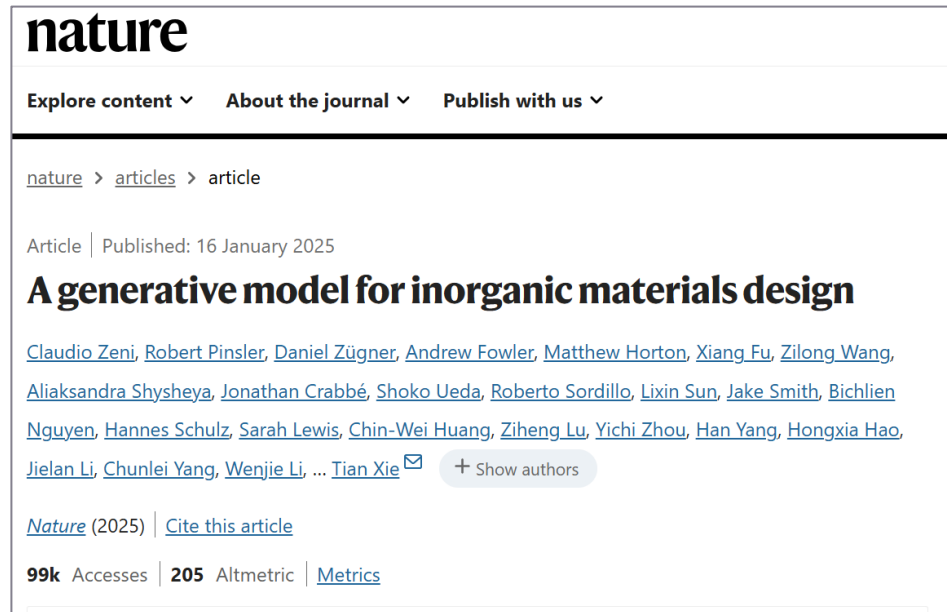 nature
Explore content About the journal Publish with us
nature > articles > article
Article | Published: 16 January 2025
A generative model for inorganic materials design
Claudio Zeni, Robert Pinsler, Daniel Zügner, Andrew Fowler, Matthew Horton, Xiang Fu, Zilong Wang,
Aliaksandra Shysheya, Jonathan Crabbé, Shoko Ueda, Roberto Sordillo, Lixin Sun, Jake Smith, Bichlien
Nguyen, Hannes Schulz, Sarah Lewis, Chin-Wei Huang, Ziheng Lu, Yichi Zhou, Han Yang, Hongxia Hao,
Jielan Li, Chunlei Yang, Wenjie Li, ... Tian Xie + Show authors
Nature (2025) | Cite this article
99k Accesses | 205 Altmetric | Metrics